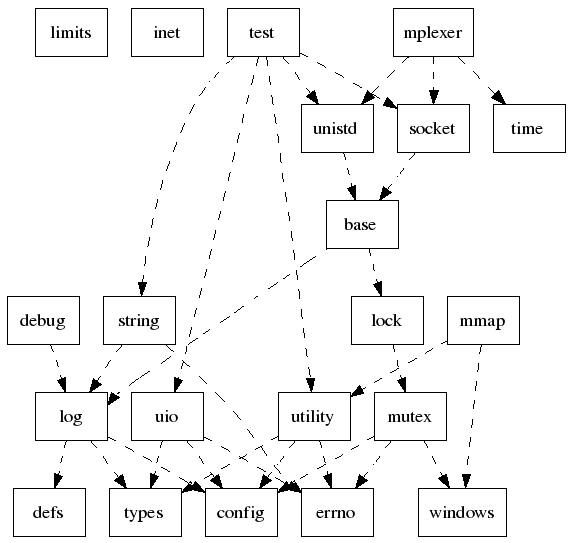 limits
inet
test
mplexer
unistd
socket
time
base
debug
string
lock
mmap
log
uio
utility
mutex
defs
types
config
errno
windows